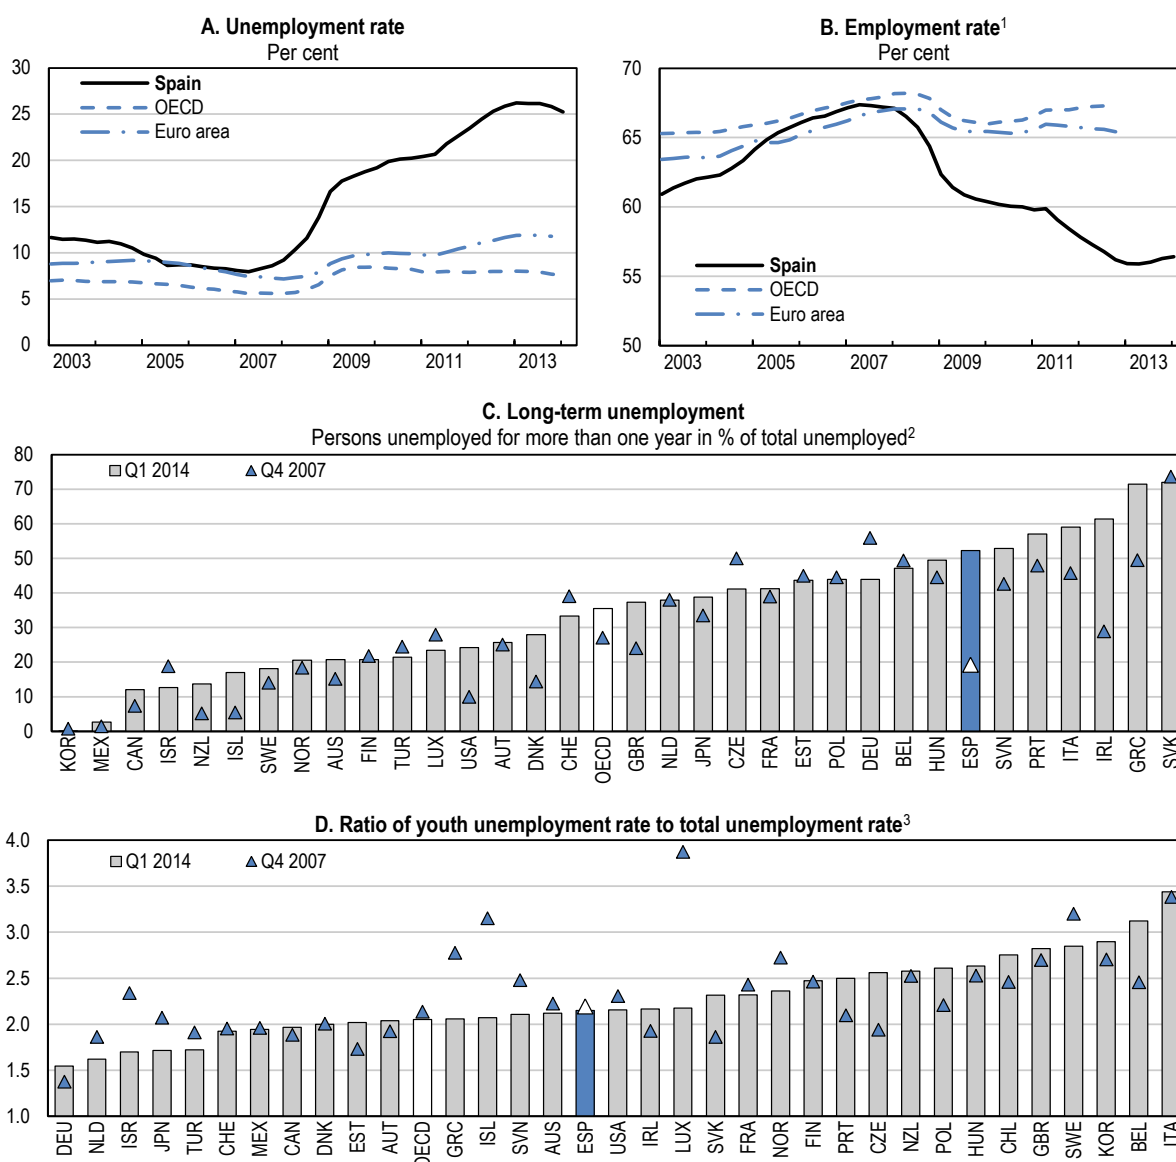 A. Unemployment rate
Per cent
30
25
20
15
10
5
0
Spain
OECD
Euro area
2003 2005 2007 2009 2011 2013
B. Employment rate¹
Per cent
70
65
60
55
50
Spain
OECD
Euro area
2003 2005 2007 2009 2011 2013
C. Long-term unemployment
Persons unemployed for more than one year in % of total unemployed²
80
70
60
50
40
30
20
10
0
Q1 2014 Q4 2007
KOR MEX CAN ISR NZL ISL SWE NOR AUS FIN TUR LUX USA AUT DNK CHE OECD GBR NLD JPN CZE FRA EST POL DEU BEL HUN ESP SVN PRT ITA IRL GRC SVK
D. Ratio of youth unemployment rate to total unemployment rate³
4.0
3.5
3.0
2.5
2.0
1.5
1.0
Q1 2014 Q4 2007
DEU NLD ISR JPN TUR CHE MEX CAN DNK EST AUT OECD GRC ISL SVN AUS ESP USA IRL LUX SVK FRA NOR FIN PRT CZE NZL POL HUN CHL GBR SWE KOR BEL ITA